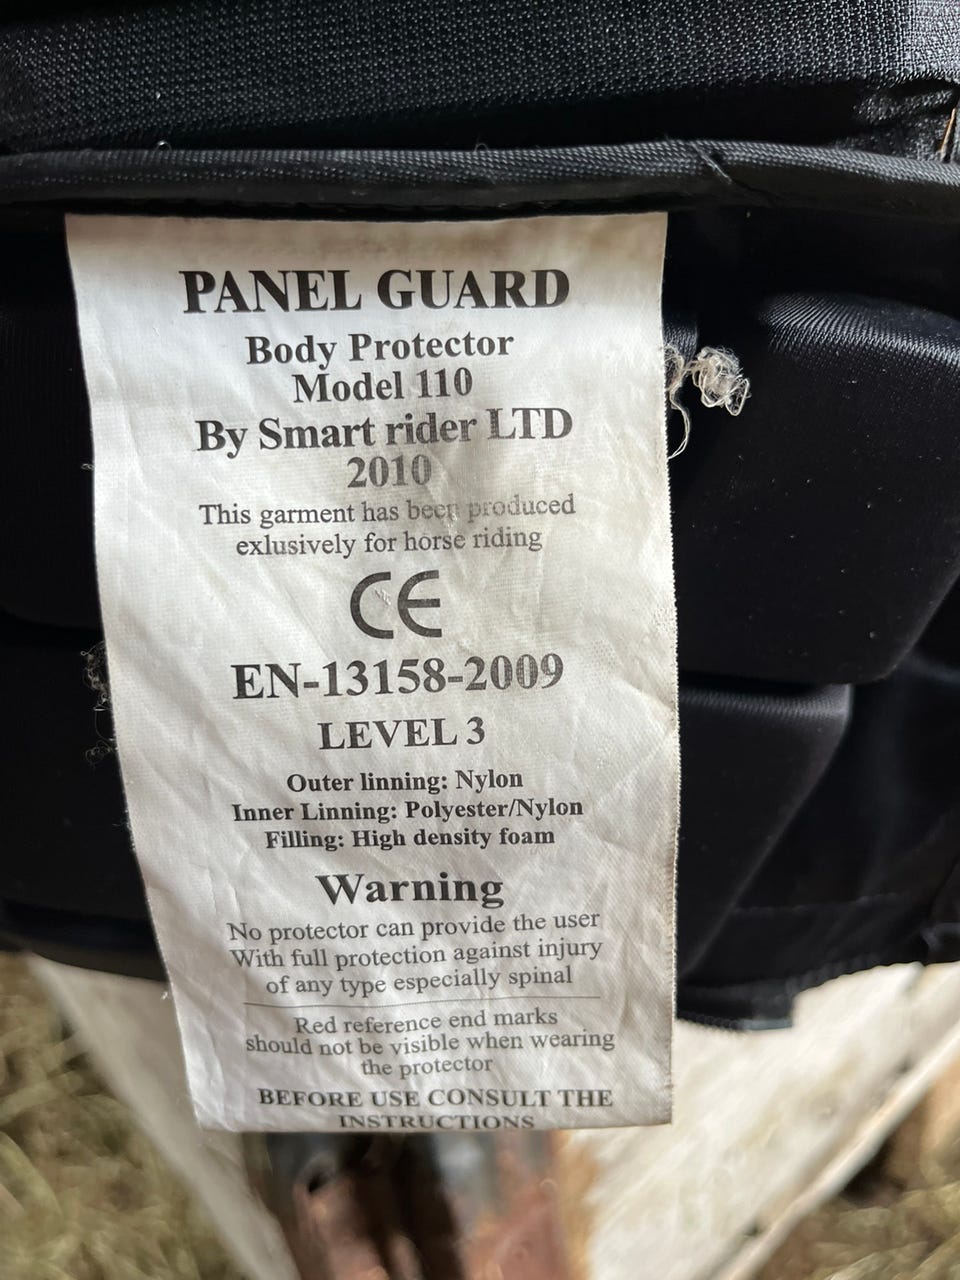 PANEL GUARD
Body Protector
Model 110
By Smart rider LTD
2010
This garment has been produced
exlusively for horse riding
CE
EN-13158-2009
LEVEL 3
Outer linning: Nylon
Inner Linning: Polyester/Nylon
Filling: High density foam
Warning
No protector can provide the user
With full protection against injury
of any type especially spinal
Red reference end marks
should not be visible when wearing
the protector
BEFORE USE CONSULT THE
INSTRUCTIONS